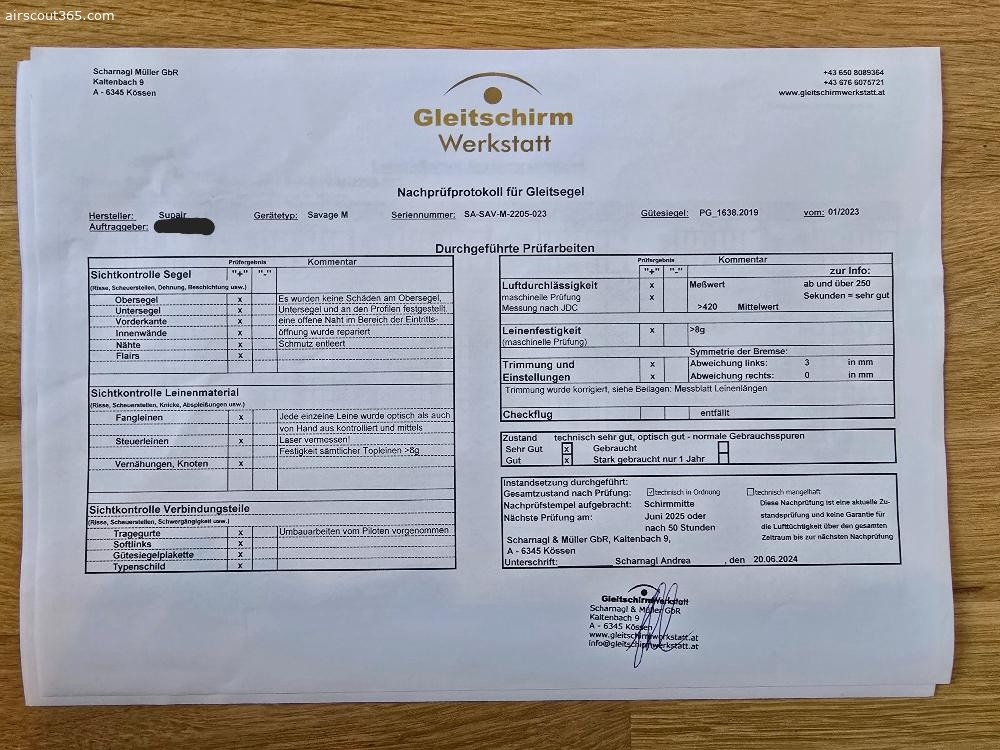 airscout365.com
Scharnagl Müller GbR
Kaltenbach 9
A - 6345 Kössen
+43 650 8089364
+43 676 6075721
www.gleitschirmwerkstatt.at
Gleitschirm
Werkstatt
Nachprüfprotokoll für Gleitsegel
Hersteller: Supair Gerätetyp: Savage M Seriennummer: SA-SAV-M-2205-023 Gütesiegel: PG_1638.2019 vom: 01/2023
Auftraggeber:
Durchgeführte Prüfarbeiten
Prüfergebnis Kommentar
Sichtkontrolle Segel "+" "-"
(Risse, Scheuerstellen, Dehnung, Beschichtung usw.)
Obersegel x Es wurden keine Schäden am Obersegel,
Untersegel x Untersegel und an den Profilen festgestellt.
Vorderkante x eine offene Naht im Bereich der Eintritts-
Innenwände x öffnung wurde repariert
Nähte x Schmutz entleert
Flairs x
Sichtkontrolle Leinenmaterial
(Risse, Scheuerstellen, Knicke, Abspleißungen usw.)
Fangleinen x Jede einzelne Leine wurde optisch als auch
von Hand aus kontrolliert und mittels
Steuerleinen x Laser vermessen!
Festigkeit sämtlicher Topleinen >8g
Vernähungen, Knoten x
Sichtkontrolle Verbindungsteile
(Risse, Scheuerstellen, Schwergängigkeit usw.)
Tragegurte x Umbauarbeiten vom Piloten vorgenommen
Softlinks x
Gütesiegelplakette x
Typenschild x
Prüfergebnis Kommentar
"+" "-" zur Info:
Luftdurchlässigkeit x Meßwert ab und über 250
maschinelle Prüfung x Sekunden = sehr gut
Messung nach JDC >420 Mittelwert
Leinenfestigkeit x >8g
(maschinelle Prüfung)
Symmetrie der Bremse:
Trimmung und x Abweichung links: 3 in mm
Einstellungen x Abweichung rechts: 0 in mm
Trimmung wurde korrigiert, siehe Beilagen: Messblatt Leinenlängen
Checkflug entfällt
Zustand technisch sehr gut, optisch gut - normale Gebrauchsspuren
Sehr Gut x Gebraucht
Gut x Stark gebraucht nur 1 Jahr
Instandsetzung durchgeführt:
Gesamtzustand nach Prüfung: technisch in Ordnung technisch mangelhaft
Nachprüfstempel aufgebracht: Schirmmitte
Nächste Prüfung am: Juni 2025 oder
nach 50 Stunden
Diese Nachprüfung ist eine aktuelle Zu-
standsprüfung und keine Garantie für
die Lufttüchtigkeit über den gesamten
Zeitraum bis zur nächsten Nachprüfung
Scharnagl & Müller GbR, Kaltenbach 9,
A - 6345 Kössen
Unterschrift: Scharnagl Andrea , den 20.06.2024
Gleitschirm Werkstatt
Scharnagl & Müller GbR
Kaltenbach 9
A - 6345 Kössen
www.gleitschirmwerkstatt.at
info@gleitschirmwerkstatt.at